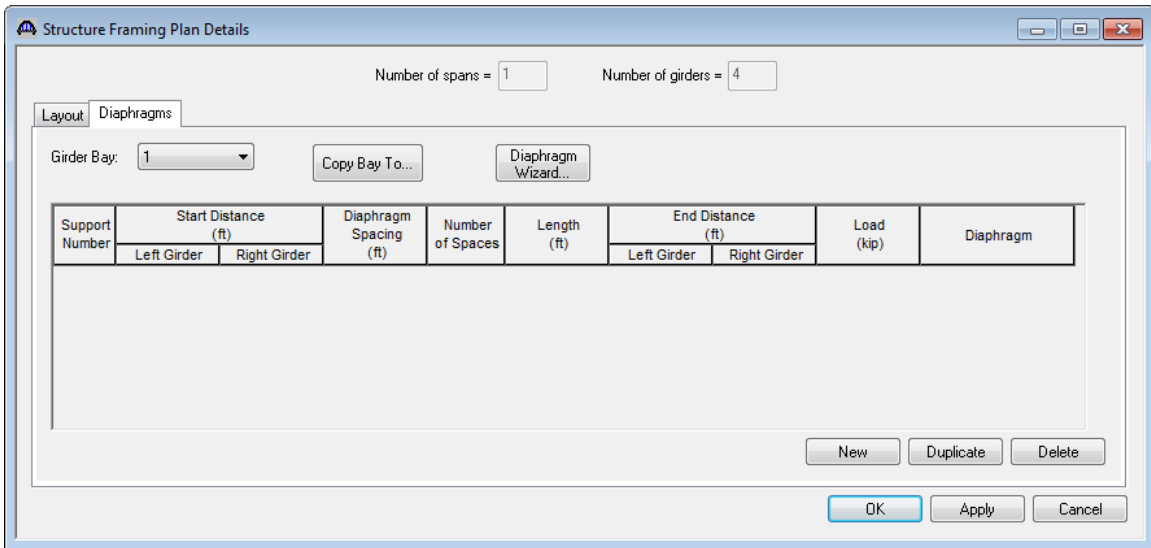 Structure Framing Plan Details
Number of spans = 1 Number of girders = 4
Layout Diaphragms
Girder Bay: 1 Copy Bay To... Diaphragm
Wizard...
Support
Number
Start Distance
(ft)
Left Girder Right Girder
Diaphragm
Spacing
(ft)
Number
of Spaces
Length
(ft)
End Distance
(ft)
Left Girder Right Girder
Load
(kip)
Diaphragm
New Duplicate Delete
OK Apply Cancel